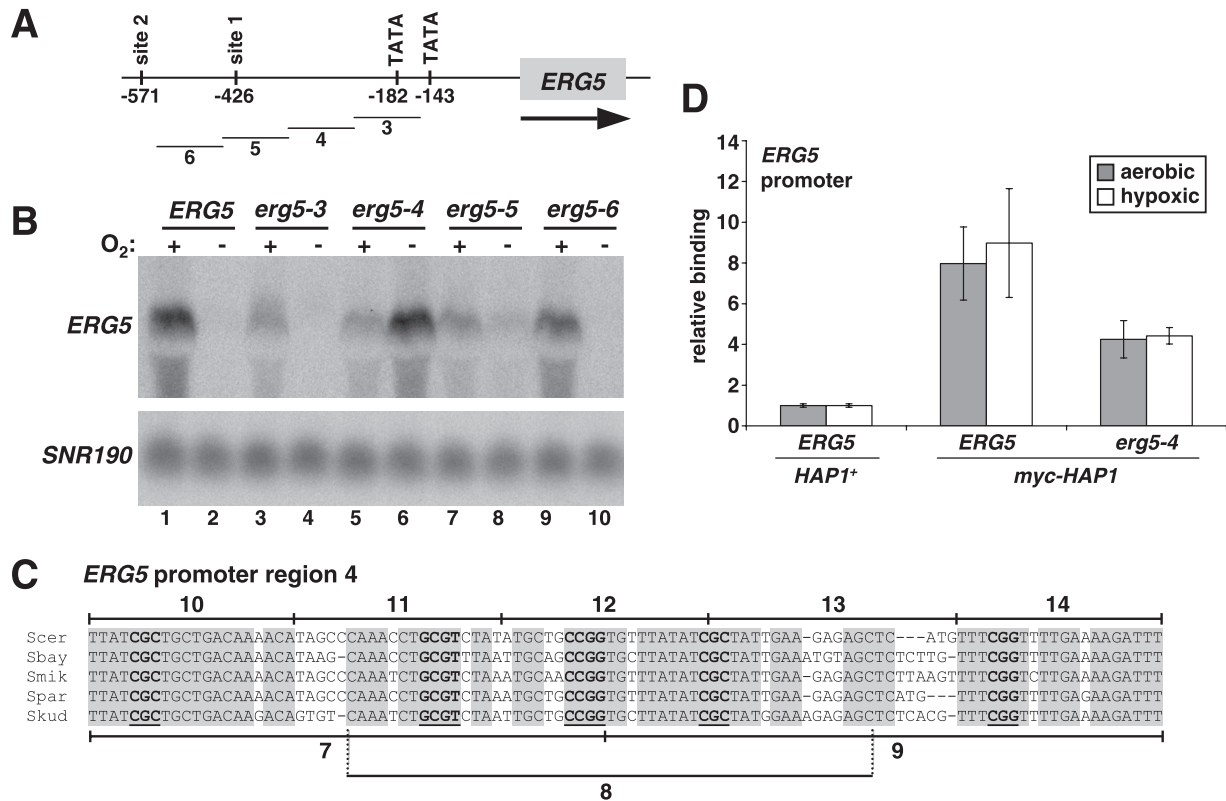 A
site 2
site 1
TATA
TATA
-571
-426
-182
-143
ERG5
3
4
5
6
B
ERG5 erg5-3 erg5-4 erg5-5 erg5-6
O2: + - + - + - + - + -
ERG5
SNR190
1 2 3 4 5 6 7 8 9 10
D
ERG5
promoter
aerobic
hypoxic
relative binding
14
12
10
8
6
4
2
0
ERG5 ERG5 erg5-4
HAP1+ myc-HAP1
C
ERG5 promoter region 4
10 11 12 13 14
Scer TTATCGCTGCTGACAAAACATAGCCCAAACCTGCGTCTATATGCTGCCGGTGTTTATATCGCTATTGAA-GAGAGCTC---ATGTTTCGGTTTTGAAAAGATTT
Sbay TTATCGCTGCTGACAAAACATAAG-CAAACCTGCGTTTAATTGCAGCCGGTGCTTATATCGCTATTGAAATGTAGCTCTCTTG-TTTCGGTTTTGAAAAGATTT
Smik TTATCGCTGCTGACAAAACATAGCCCAAATCTGCGTCTAAATGCAACCGGTGTTTATATCGCTATTGAA-GAGAGCTCTTAAGTTTTCGGTCTTGAAAAGATTT
Spar TTATCGCTGCTGACAAAACATAGCCCAAACCTGCGTCTAAATGCTGCCGGTGTTTATATCGCTATTGAA-GAGAGCTCATG---TTTCGGTTTTGAGAAGATTT
Skud TTATCGCTGCTGACAAGACAGTGT-CAAATCTGCGTCTAATTGCTGCCGGTGCTTATATCGCTATGGAAAGAGAGCTCTCACG-TTTCGGTCTTTGAAAAGATTT
7
9
8